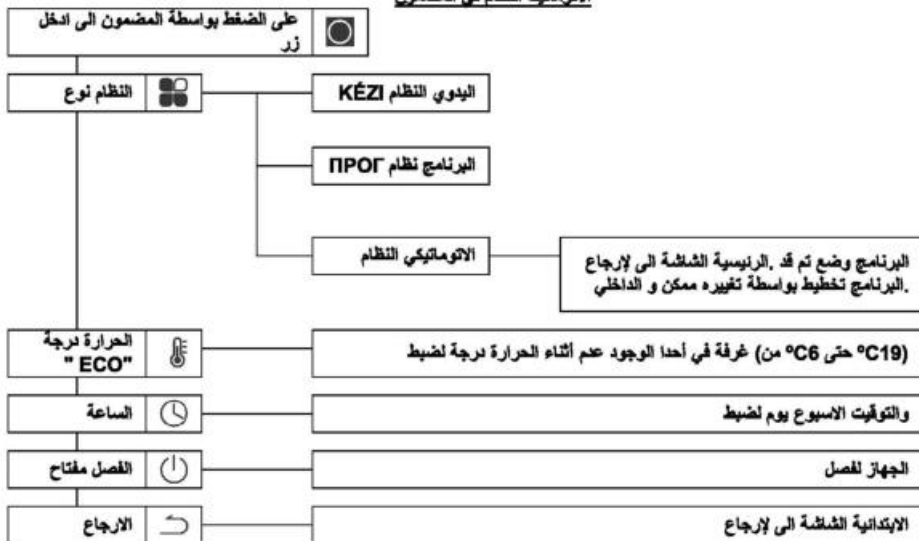 على الضغط بواسطة المضمون الى ادخل
زر
النظام نوع
اليدوي النظام KÉZI
البرنامج نظام ПРОГ
الاتوماتيكي النظام
البرنامج وضع تم قد .الرئيسية الشاشة الى لإرجاع
.البرنامج تخطيط بواسطة تغييره ممكن و الداخلي
الحرارة درجة
"ECO "
(ºC19 حتى ºC6 من) غرفة في أحدا الوجود عدم أثناء الحرارة درجة لضبط
الساعة
والتوقيت الاسبوع يوم لضبط
الفصل مفتاح
الجهاز لفصل
الارجاع
الابتدائية الشاشة الى لإرجاع